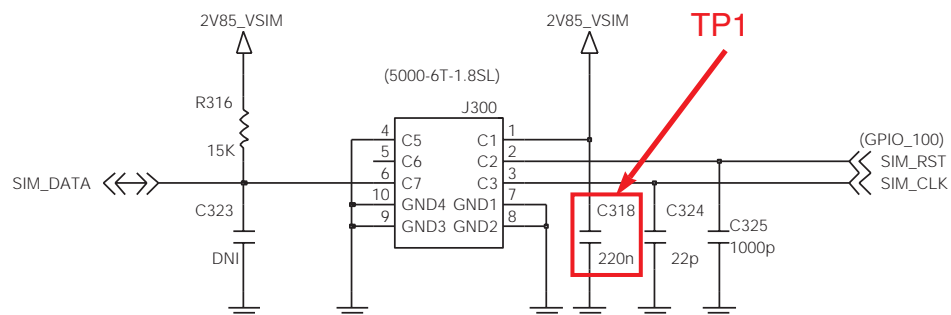 TP1
2V85_VSIM
2V85_VSIM
(5000-6T-1.8SL)
R316
J300
15K
4
C5
C1
1
(GPIO_100)
5
C6
C2
2
SIM_RST
SIM_DATA
6
C7
C3
3
SIM_CLK
10
GND4
GND1
7
9
GND3
GND2
8
C323
C318
C324
C325
DNI
220n
22p
1000p